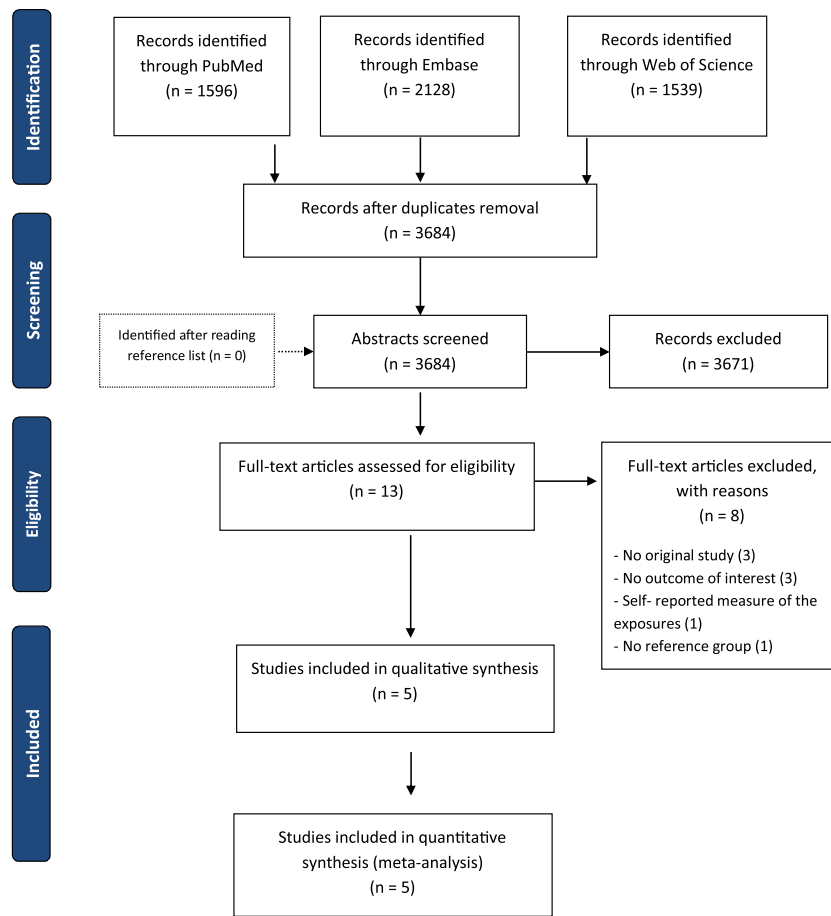 Identification
Records identified
through PubMed
(n = 1596)
Records identified
through Embase
(n = 2128)
Records identified
through Web of Science
(n = 1539)
Records after duplicates removal
(n = 3684)
Screening
Identified after reading
reference list (n = 0)
Abstracts screened
(n = 3684)
Records excluded
(n = 3671)
Eligibility
Full-text articles assessed for eligibility
(n = 13)
Full-text articles excluded,
with reasons
(n = 8)
- No original study (3)
- No outcome of interest (3)
- Self- reported measure of the
exposures (1)
- No reference group (1)
Included
Studies included in qualitative synthesis
(n = 5)
Studies included in quantitative
synthesis (meta-analysis)
(n = 5)